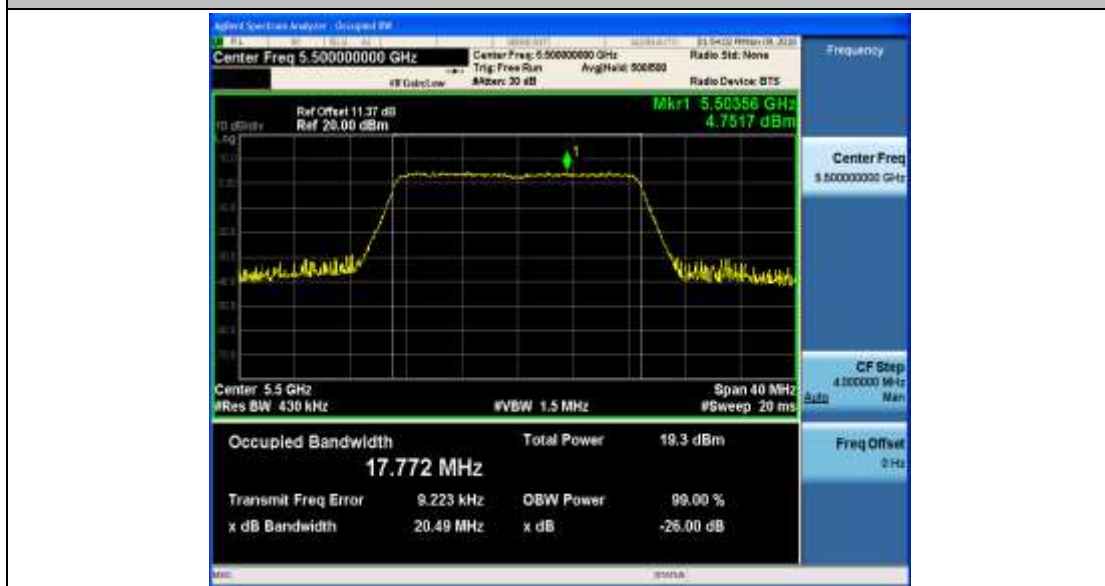 Agilent Spectrum Analyzer - Occupied BW
Center Freq 5.500000000 GHz
Center Freq: 5.500000000 GHz
Radio Std: None
Trig: Free Run
Avg|Hold: 500/500
#IFGain:Low
#Atten: 30 dB
Radio Device: BTS
Frequency
Ref Offset 11.37 dB
Mkr1 5.50356 GHz
10 dB/div
Ref 20.00 dBm
4.7517 dBm
Log
1
Center Freq
5.500000000 GHz
Center 5.5 GHz
Span 40 MHz
#Res BW 430 kHz
#VBW 1.5 MHz
#Sweep 20 ms
CF Step
4.000000 MHz
Auto
Man
Occupied Bandwidth
Total Power
19.3 dBm
17.772 MHz
Freq Offset
0 Hz
Transmit Freq Error
9.223 kHz
OBW Power
99.00 %
x dB Bandwidth
20.49 MHz
x dB
-26.00 dB
MSG
STATUS